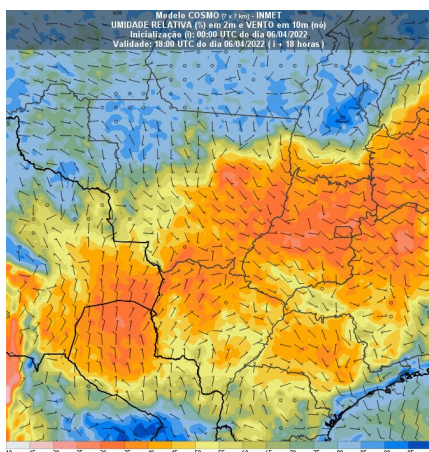 Modelo COSMO (7 x 7 km) - INMET
UMIDADE RELATIVA (%) em 2m e VENTO em 10m (nó)
Inicialização (i): 00:00 UTC do dia 06/04/2022
Validade: 18:00 UTC do dia 06/04/2022 ( i + 18 horas )